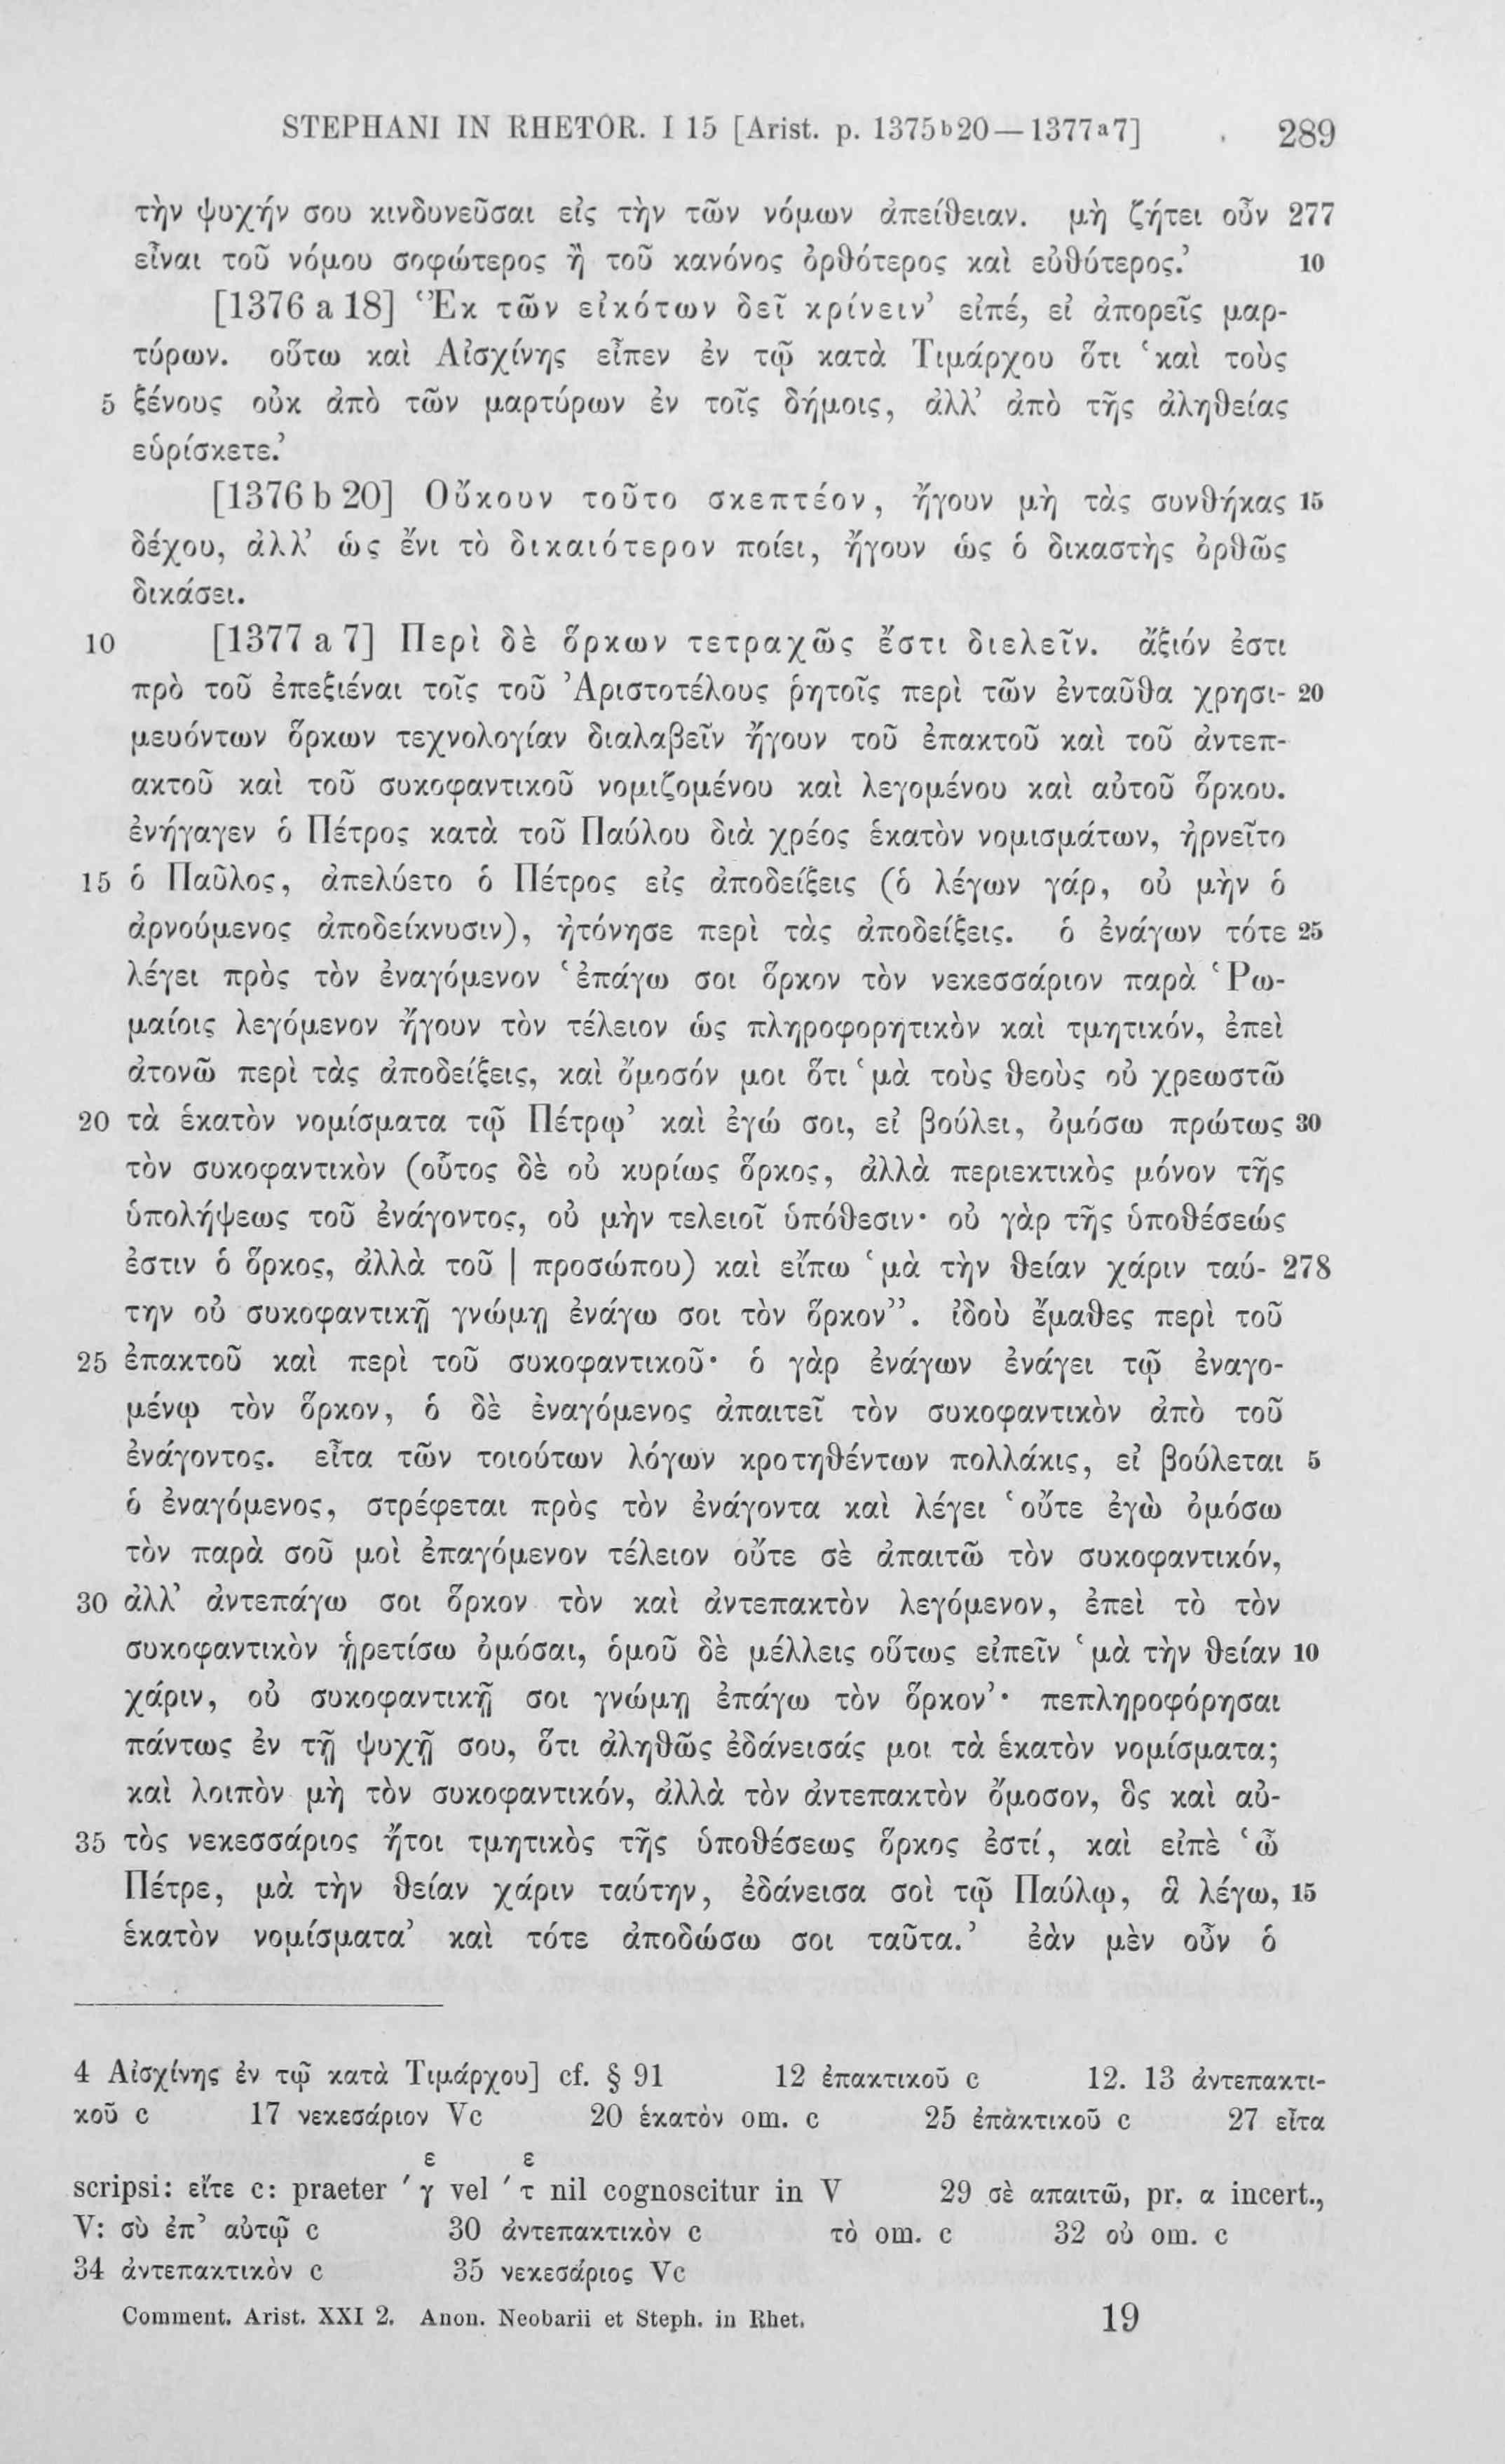 STEPHANI IN RHETOR. I 15 [Arist. p. 1375b20—1377a7] 289
τὴν ψυχήν σου κινδυνεῦσαι εἰς τὴν τῶν νόμων ἀπείθειαν. μὴ ζήτει οὖν 277
εἶναι τοῦ νόμου σοφώτερος ἢ τοῦ κανόνος ὀρθότερος καὶ εὐθύτερος.’ 10
[1376 a 18] ‘Ἐκ τῶν εἰκότων δεῖ κρίνειν’ εἰπέ, εἰ ἀπορεῖς μαρ-
τύρων. οὕτω καὶ Αἰσχίνης εἶπεν ἐν τῷ κατὰ Τιμάρχου ὅτι ‘καὶ τοὺς
5 ξένους οὐκ ἀπὸ τῶν μαρτύρων ἐν τοῖς δήμοις, ἀλλ’ ἀπὸ τῆς ἀληθείας
εὑρίσκετε.’
[1376 b 20] Οὔκουν τοῦτο σκεπτέον, ἤγουν μὴ τὰς συνθήκας 15
δέχου, ἀλλ’ ὡς ἔνι τὸ δικαιότερον ποίει, ἤγουν ὡς ὁ δικαστὴς ὀρθῶς
δικάσει.
10 [1377 a 7] Περὶ δὲ ὅρκων τετραχῶς ἔστι διελεῖν. ἄξιόν ἐστι
πρὸ τοῦ ἐπεξιέναι τοῖς τοῦ Ἀριστοτέλους ῥητοῖς περὶ τῶν ἐνταῦθα χρησι- 20
μευόντων ὅρκων τεχνολογίαν διαλαβεῖν ἤγουν τοῦ ἐπακτοῦ καὶ τοῦ ἀντεπ-
ακτοῦ καὶ τοῦ συκοφαντικοῦ νομιζομένου καὶ λεγομένου καὶ αὐτοῦ ὅρκου.
ἐνήγαγεν ὁ Πέτρος κατὰ τοῦ Παύλου διὰ χρέος ἑκατὸν νομισμάτων, ἠρνεῖτο
15 ὁ Παῦλος, ἀπελύετο ὁ Πέτρος εἰς ἀποδείξεις (ὁ λέγων γάρ, οὐ μὴν ὁ
ἀρνούμενος ἀποδείκνυσιν), ἠτόνησε περὶ τὰς ἀποδείξεις. ὁ ἐνάγων τότε 25
λέγει πρὸς τὸν ἐναγόμενον ‘ἐπάγω σοι ὅρκον τὸν νεκεσσάριον παρὰ Ῥω-
μαίοις λεγόμενον ἤγουν τὸν τέλειον ὡς πληροφορητικὸν καὶ τμητικόν, ἐπεὶ
ἀτονῶ περὶ τὰς ἀποδείξεις, καὶ ὄμοσόν μοι ὅτι ‘μὰ τοὺς θεοὺς οὐ χρεωστῶ
20 τὰ ἑκατὸν νομίσματα τῷ Πέτρῳ’ καὶ ἐγώ σοι, εἰ βούλει, ὀμόσω πρώτως 30
τὸν συκοφαντικὸν (οὗτος δὲ οὐ κυρίως ὅρκος, ἀλλὰ περιεκτικὸς μόνον τῆς
ὑπολήψεως τοῦ ἐνάγοντος, οὐ μὴν τελειοῖ ὑπόθεσιν· οὐ γὰρ τῆς ὑποθέσεώς
ἐστιν ὁ ὅρκος, ἀλλὰ τοῦ | προσώπου) καὶ εἴπω ‘μὰ τὴν θείαν χάριν ταύ- 278
την οὐ συκοφαντικῇ γνώμῃ ἐνάγω σοι τὸν ὅρκον’’. ἰδοὺ ἔμαθες περὶ τοῦ
25 ἐπακτοῦ καὶ περὶ τοῦ συκοφαντικοῦ· ὁ γὰρ ἐνάγων ἐνάγει τῷ ἐναγο-
μένῳ τὸν ὅρκον, ὁ δὲ ἐναγόμενος ἀπαιτεῖ τὸν συκοφαντικὸν ἀπὸ τοῦ
ἐνάγοντος. εἶτα τῶν τοιούτων λόγων κροτηθέντων πολλάκις, εἰ βούλεται 5
ὁ ἐναγόμενος, στρέφεται πρὸς τὸν ἐνάγοντα καὶ λέγει ‘οὔτε ἐγὼ ὀμόσω
τὸν παρὰ σοῦ μοὶ ἐπαγόμενον τέλειον οὔτε σὲ ἀπαιτῶ τὸν συκοφαντικόν,
30 ἀλλ’ ἀντεπάγω σοι ὅρκον τὸν καὶ ἀντεπακτὸν λεγόμενον, ἐπεὶ τὸ τὸν
συκοφαντικὸν ᾑρετίσω ὀμόσαι, ὁμοῦ δὲ μέλλεις οὕτως εἰπεῖν ‘μὰ τὴν θείαν 10
χάριν, οὐ συκοφαντικῇ σοι γνώμῃ ἐπάγω τὸν ὅρκον’· πεπληροφόρησαι
πάντως ἐν τῇ ψυχῇ σου, ὅτι ἀληθῶς ἐδάνεισάς μοι τὰ ἑκατὸν νομίσματα;
καὶ λοιπὸν μὴ τὸν συκοφαντικόν, ἀλλὰ τὸν ἀντεπακτὸν ὄμοσον, ὃς καὶ αὐ-
35 τὸς νεκεσσάριος ἤτοι τμητικὸς τῆς ὑποθέσεως ὅρκος ἐστί, καὶ εἰπὲ ‘ὦ
Πέτρε, μὰ τὴν θείαν χάριν ταύτην, ἐδάνεισα σοὶ τῷ Παύλῳ, ἃ λέγω, 15
ἑκατὸν νομίσματα’ καὶ τότε ἀποδώσω σοι ταῦτα.’ ἐὰν μὲν οὖν ὁ
4 Αἰσχίνης ἐν τῷ κατὰ Τιμάρχου] cf. § 91 12 ἐπακτικοῦ c 12. 13 ἀντεπακτι-
κοῦ c 17 νεκεσάριον Vc 20 ἑκατὸν om. c 25 ἐπακτικοῦ c 27 εἶτα
ε ε
scripsi: εἴτε c: praeter ′ γ vel ′ τ nil cognoscitur in V 29 σὲ απαιτῶ, pr. α incert.,
V: σὺ ἐπ’ αὐτῷ c 30 ἀντεπακτικὸν c τὸ om. c 32 οὐ om. c
34 ἀντεπακτικὸν c 35 νεκεσάριος Vc
Comment. Arist. XXI 2. Anon. Neobarii et Steph. in Rhet. 19